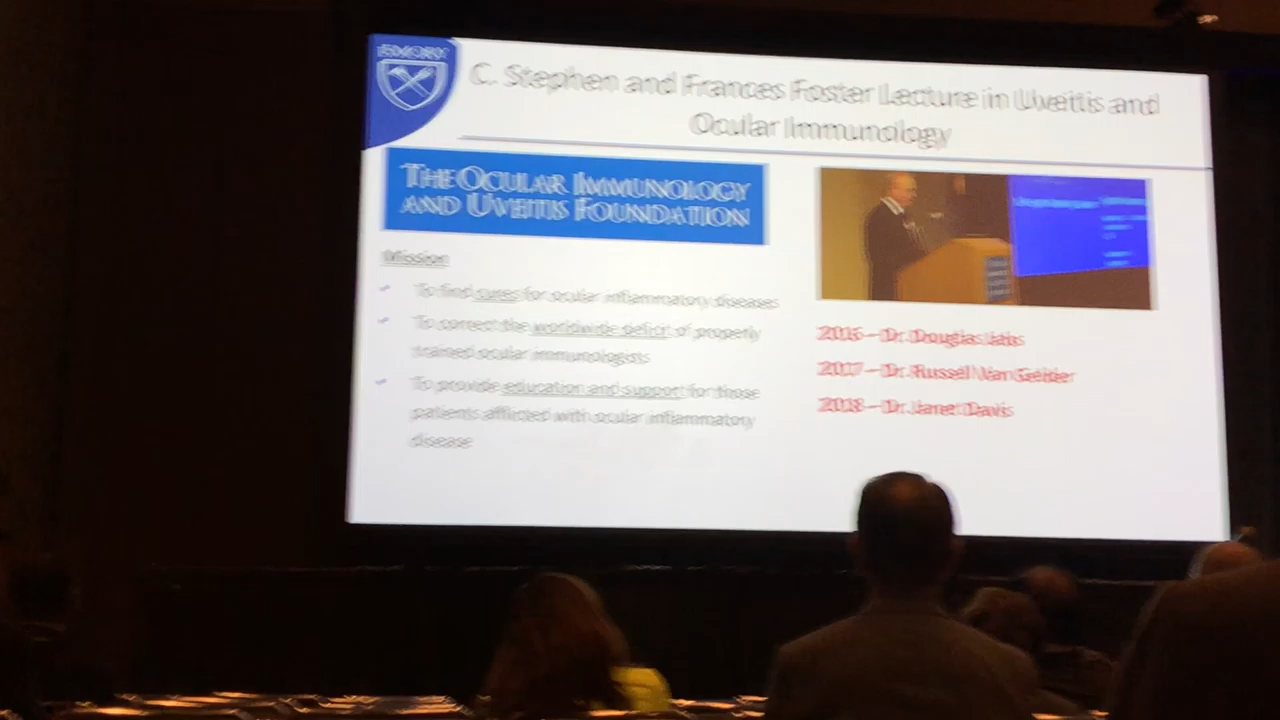 EMORY
C. Stephen and Frances Foster Lecture in Uveitis and
Ocular Immunology
THE OCULAR IMMUNOLOGY
AND UVEITIS FOUNDATION
Mission
To find cures for ocular inflammatory diseases
To correct the worldwide deficit of properly
trained ocular immunologists
To provide education and support for those
patients afflicted with ocular inflammatory
disease
2016 – Dr. Douglas Jabs
2017 – Dr. Russell Van Gelder
2018 – Dr. Janet Davis